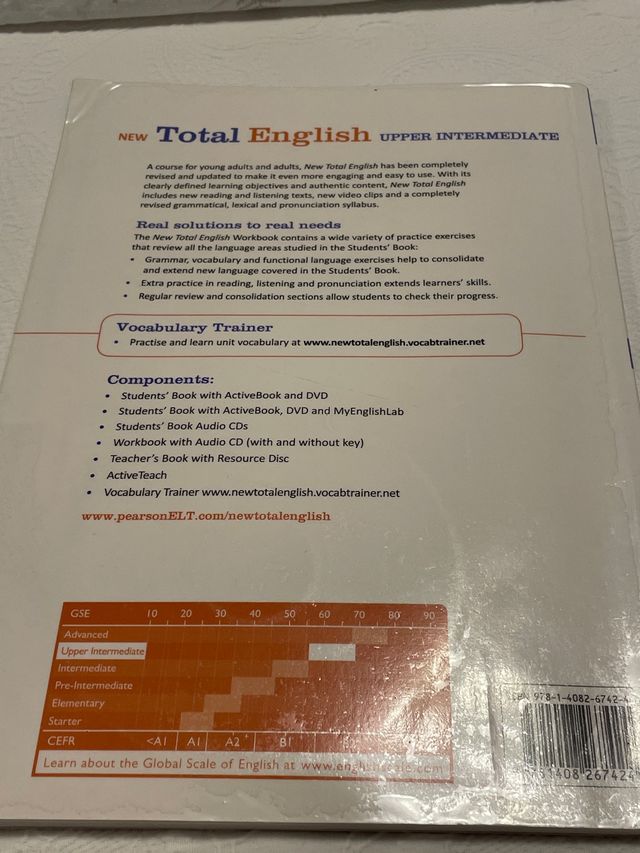 NEW Total English UPPER INTERMEDIATE
A course for young adults and adults, New Total English has been completely
revised and updated to make it even more engaging and easy to use. With its
clearly defined learning objectives and authentic content, New Total English
includes new reading and listening texts, new video clips and a completely
revised grammatical, lexical and pronunciation syllabus.
Real solutions to real needs
The New Total English Workbook contains a wide variety of practice exercises
that review all the language areas studied in the Students' Book:
• Grammar, vocabulary and functional language exercises help to consolidate
and extend new language covered in the Students' Book.
• Extra practice in reading, listening and pronunciation extends learners' skills.
• Regular review and consolidation sections allow students to check their progress.
Vocabulary Trainer
• Practise and learn unit vocabulary at www.newtotalenglish.vocabtrainer.net
Components:
• Students' Book with ActiveBook and DVD
• Students' Book with ActiveBook, DVD and MyEnglishLab
• Students' Book Audio CDs
• Workbook with Audio CD (with and without key)
• Teacher's Book with Resource Disc
• ActiveTeach
• Vocabulary Trainer www.newtotalenglish.vocabtrainer.net
www.pearsonELT.com/newtotalenglish
GSE 10 20 30 40 50 60 70 80 90
Advanced
Upper Intermediate
Intermediate
Pre-Intermediate
Elementary
Starter
CEFR <A1 A1 A2+ B1
Learn about the Global Scale of English at www.englishscale.com
ISBN 978-1-4082-6742-4
781408 267424